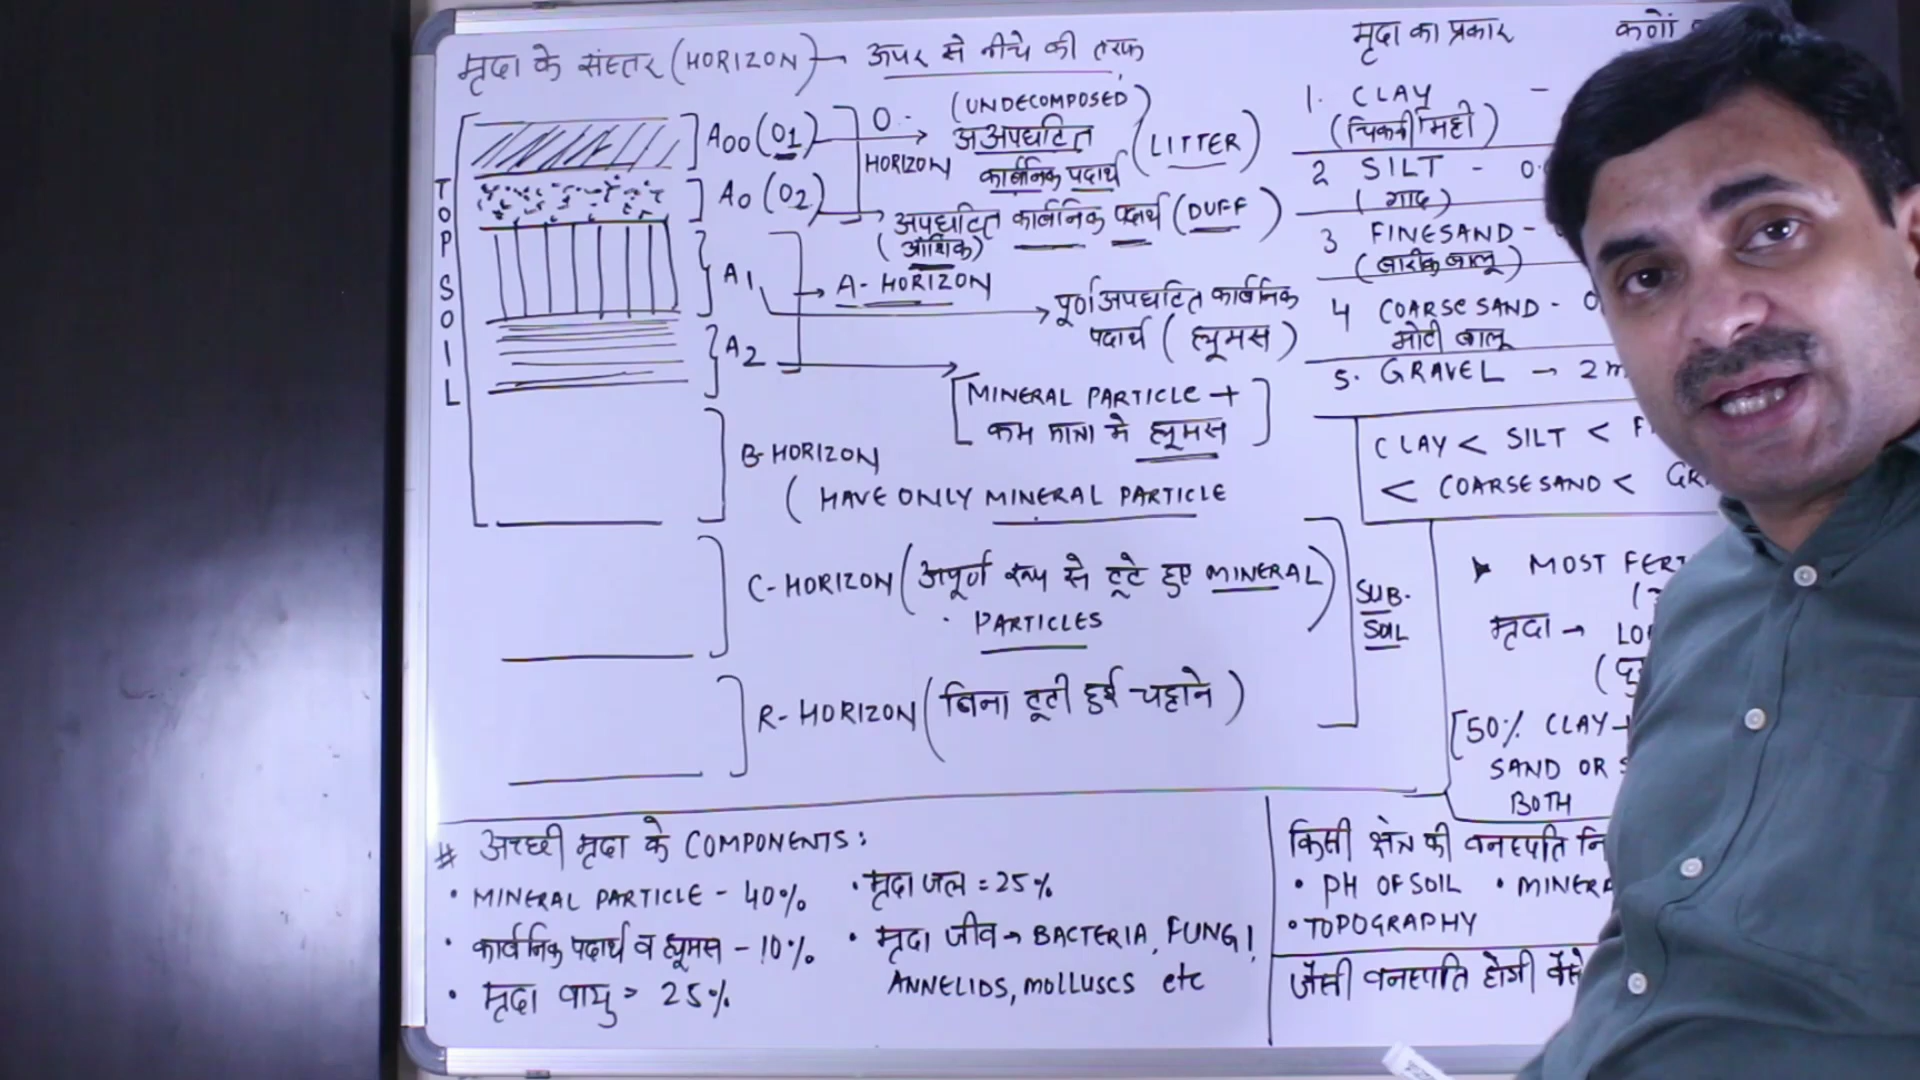 मृदा के संस्तर (HORIZON) → ऊपर से नीचे की तरफ
TOP SOIL
A00 (O1)
O-
HORIZON
(UNDECOMPOSED)
अअपघटित
कार्बनिक पदार्थ
(LITTER)
A0 (O2)
अपघटित कार्बनिक पदार्थ (DUFF)
(आंशिक)
A1
→ A-HORIZON
पूर्ण अपघटित कार्बनिक
पदार्थ (ह्यूमस)
A2
[MINERAL PARTICLE +
कम मात्रा मे ह्यूमस]
B-HORIZON
(HAVE ONLY MINERAL PARTICLE
C-HORIZON (अपूर्ण रूप से टूटे हुए MINERAL
PARTICLES)
R-HORIZON (बिना टूटी हुई चट्टाने)
SUB-
SOIL
मृदा का प्रकार
1. CLAY -
(चिकनी मिट्टी)
2 SILT - 0.
(गाद)
3 FINESAND -
(बारीक बालू)
4 COARSE SAND - 0
मोटी बालू
5. GRAVEL → 2
CLAY < SILT <
< COARSESAND <
MOST
मृदा →
[50% CLAY +
SAND OR
BOTH
# अच्छी मृदा के COMPONENTS:
• MINERAL PARTICLE - 40%
• कार्बनिक पदार्थ व ह्यूमस - 10%
• मृदा वायु = 25%
• मृदा जल = 25%
• मृदा जीव → BACTERIA, FUNGI,
ANNELIDS, MOLLUSCS etc
किसी क्षेत्र की वनस्पति
• PH OF SOIL
• TOPOGRAPHY
जैसी वनस्पति होगी